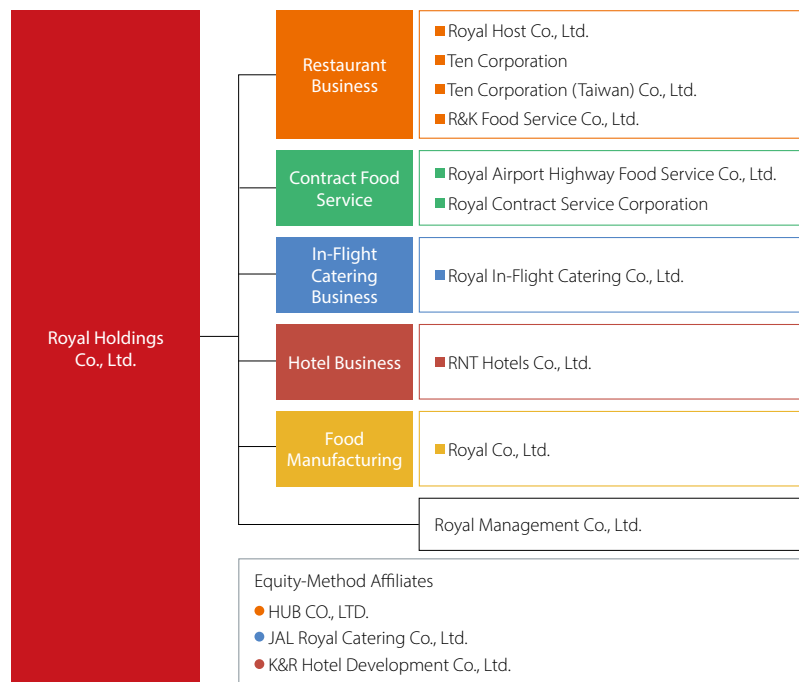 Royal Holdings
Co., Ltd.
Restaurant
Business
Royal Host Co., Ltd.
Ten Corporation
Ten Corporation (Taiwan) Co., Ltd.
R&K Food Service Co., Ltd.
Contract Food
Service
Royal Airport Highway Food Service Co., Ltd.
Royal Contract Service Corporation
In-Flight
Catering
Business
Royal In-Flight Catering Co., Ltd.
Hotel Business
RNT Hotels Co., Ltd.
Food
Manufacturing
Royal Co., Ltd.
Royal Management Co., Ltd.
Equity-Method Affiliates
HUB CO., LTD.
JAL Royal Catering Co., Ltd.
K&R Hotel Development Co., Ltd.